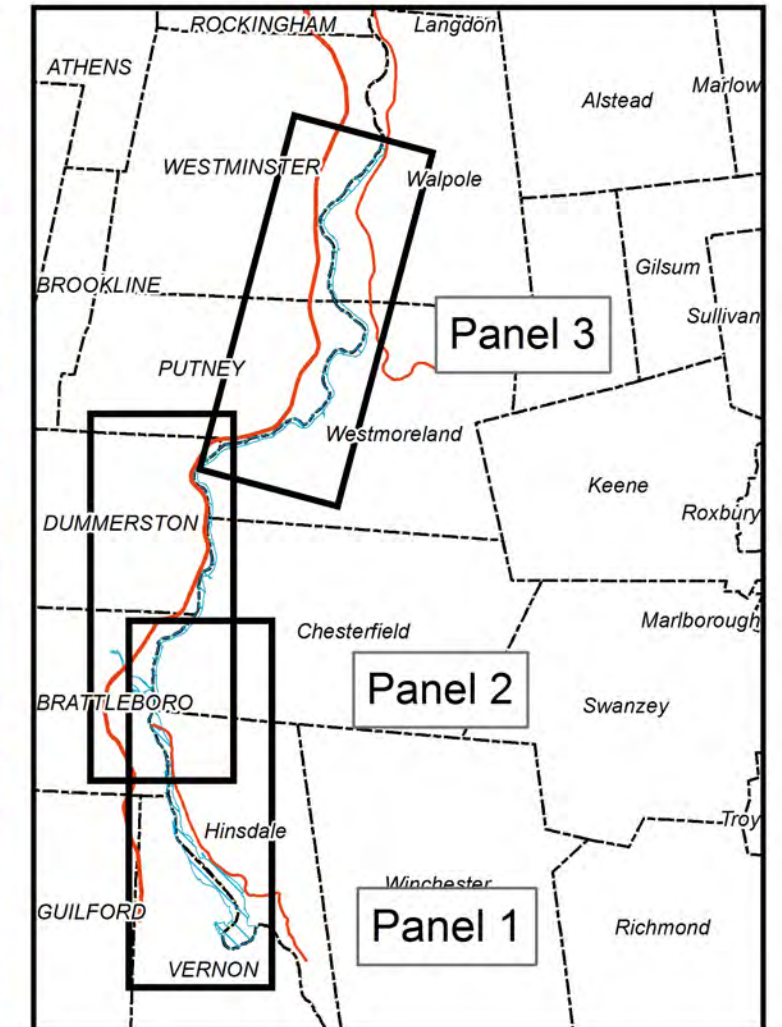 ROCKINGHAM
Langdon
ATHENS
Marlow
Alstead
WESTMINSTER
Walpole
Gilsum
BROOKLINE
Sullivan
Panel 3
PUTNEY
Westmoreland
Keene
Roxbury
DUMMERSTON
Marlborough
Chesterfield
Panel 2
BRATTLEBORO
Swanzey
Troy
Hinsdale
Winchester
GUILFORD
Panel 1
Richmond
VERNON